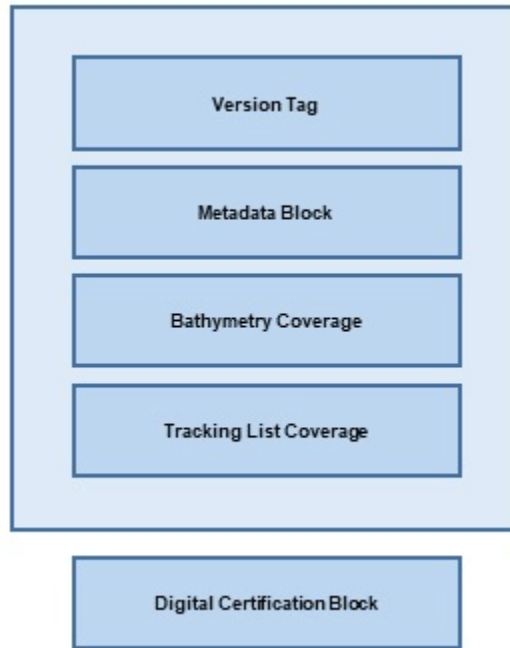 Version Tag
Metadata Block
Bathymetry Coverage
Tracking List Coverage
Digital Certification Block